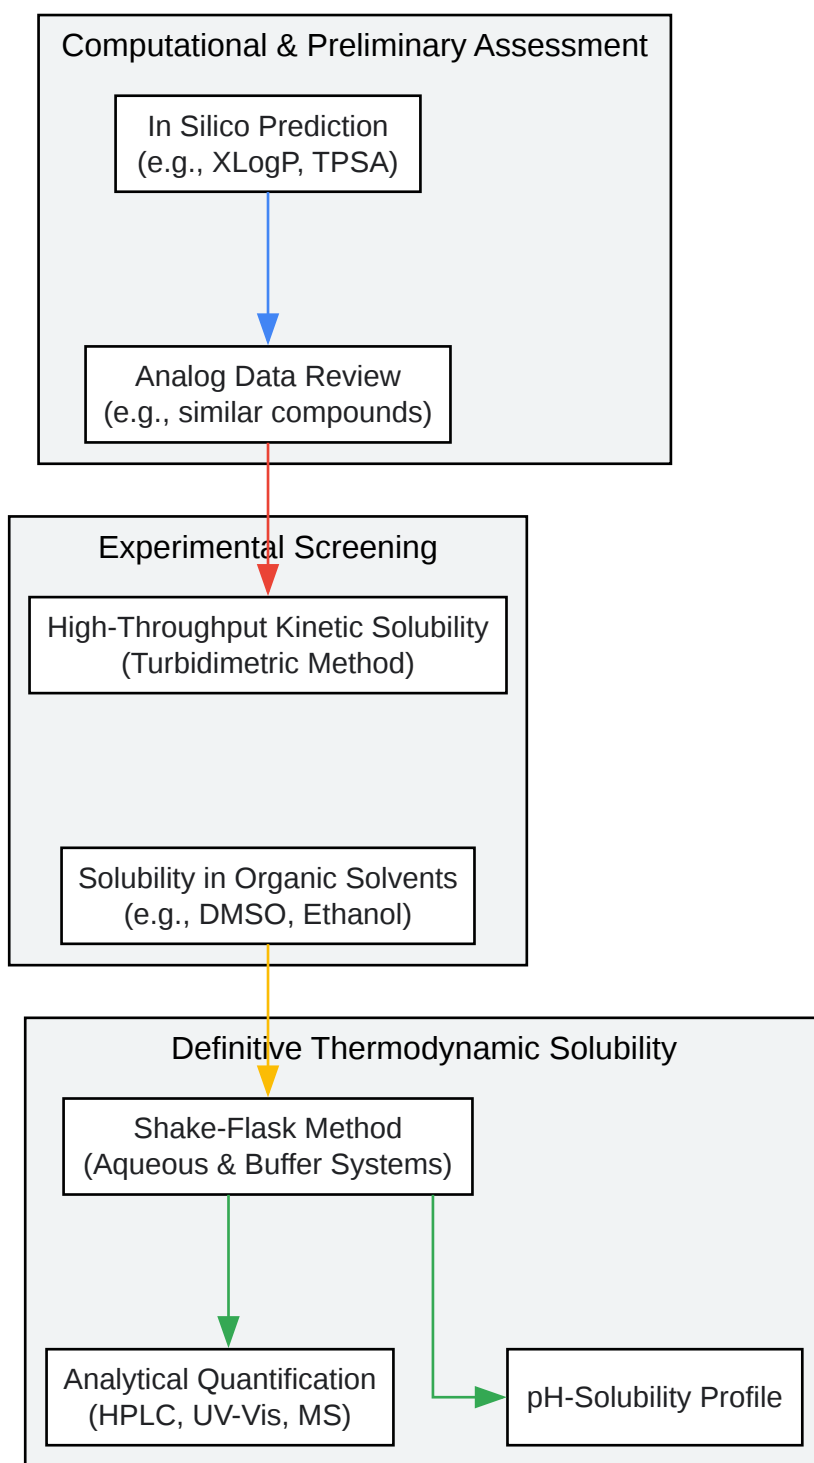 Computational & Preliminary Assessment
In Silico Prediction
(e.g., XLogP, TPSA)
Analog Data Review
(e.g., similar compounds)
Experimental Screening
High-Throughput Kinetic Solubility
(Turbidimetric Method)
Solubility in Organic Solvents
(e.g., DMSO, Ethanol)
Definitive Thermodynamic Solubility
Shake-Flask Method
(Aqueous & Buffer Systems)
Analytical Quantification
(HPLC, UV-Vis, MS)
pH-Solubility Profile